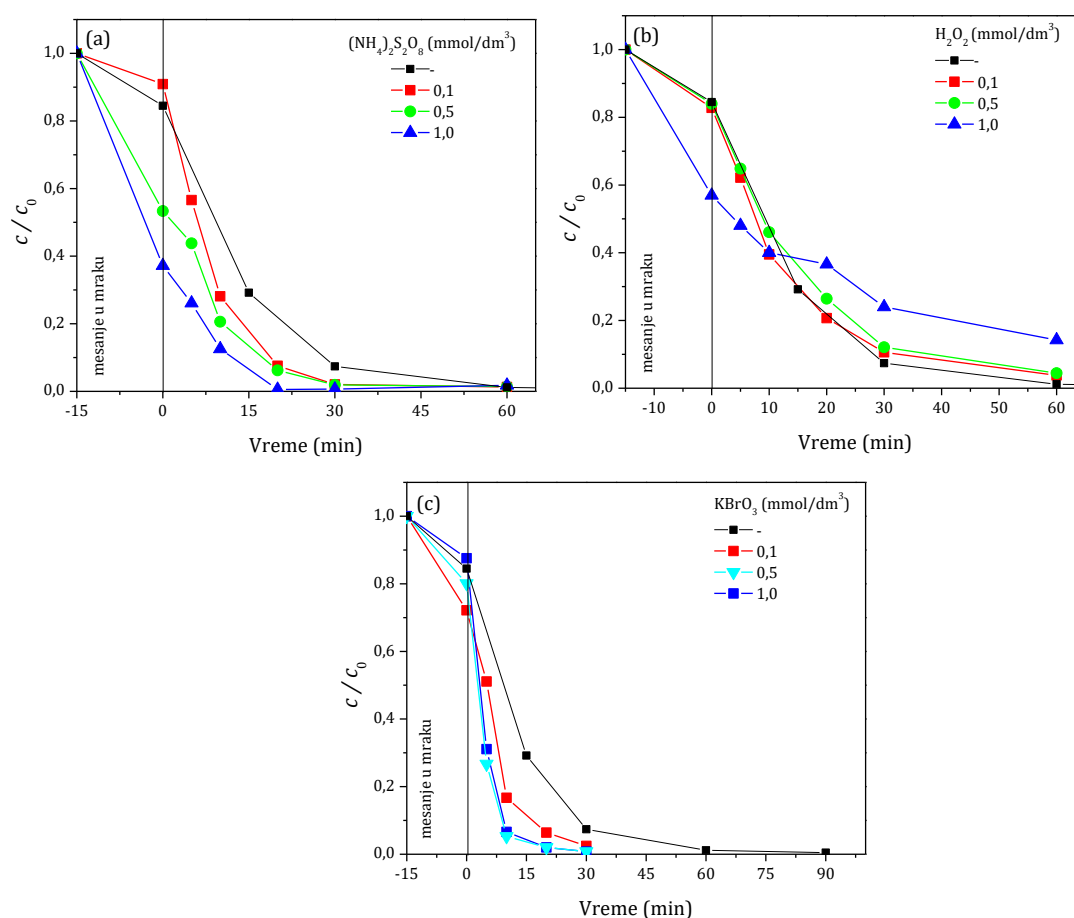 (a)
(NH₄)₂S₂O₈ (mmol/dm³)
-
0,1
0,5
1,0
c / c₀
1,0
0,8
0,6
0,4
0,2
0,0
mesanje u mraku
-15 0 15 30 45 60
Vreme (min)
(b)
H₂O₂ (mmol/dm³)
-
0,1
0,5
1,0
c / c₀
1,0
0,8
0,6
0,4
0,2
0,0
mesanje u mraku
-10 0 10 20 30 40 50 60
Vreme (min)
(c)
KBrO₃ (mmol/dm³)
-
0,1
0,5
1,0
c / c₀
1,0
0,8
0,6
0,4
0,2
0,0
mesanje u mraku
-15 0 15 30 45 60 75 90
Vreme (min)